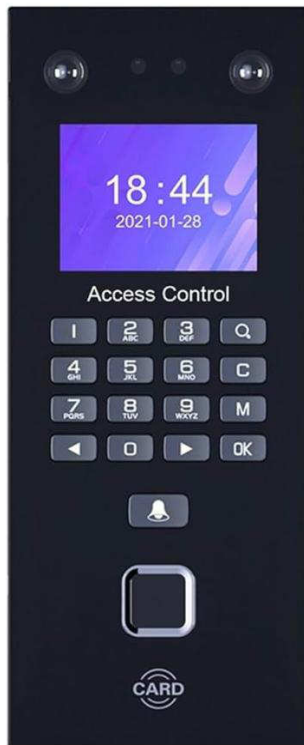 18:44
2021-01-28
Access Control
1 2 ABC 3 DEF
4 GHI 5 JKL 6 MNO C
7 PQRS 8 TUV 9 WXYZ M
0 OK
CARD